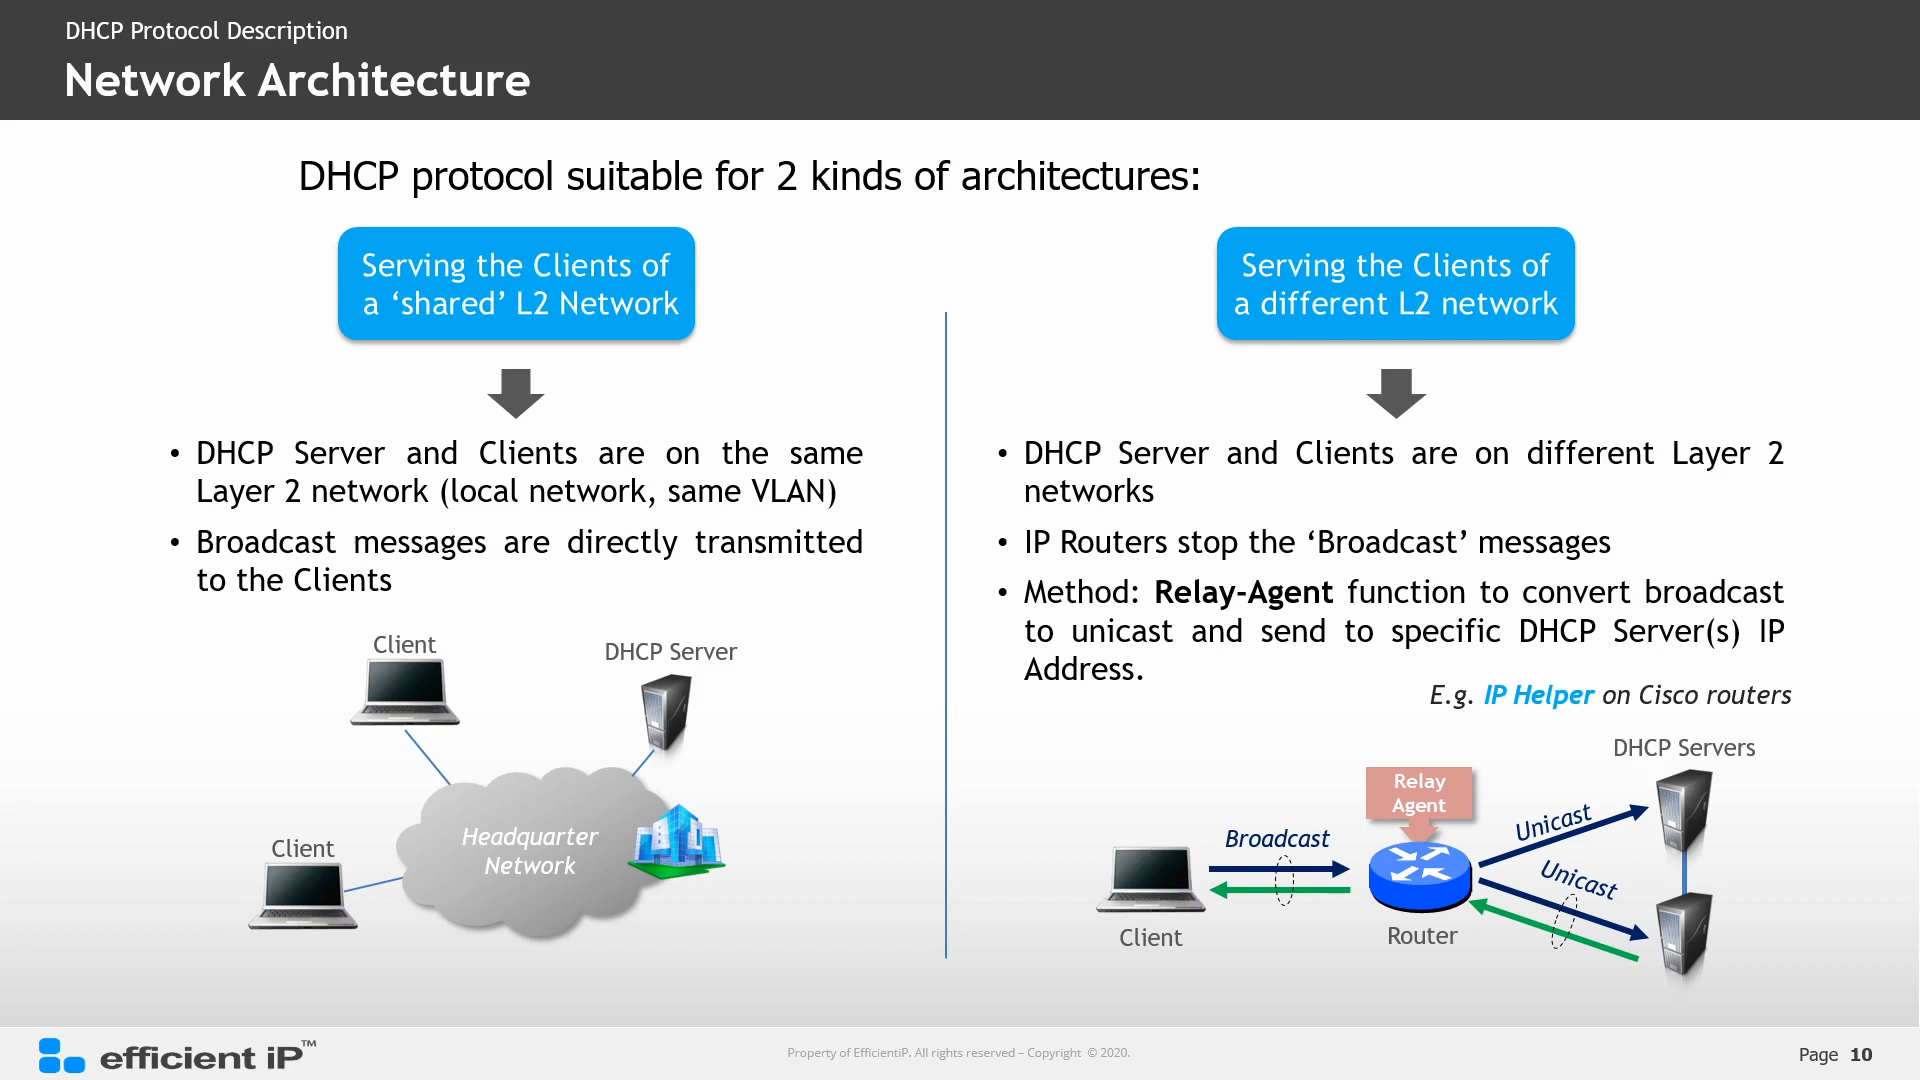 DHCP Protocol Description
Network Architecture
DHCP protocol suitable for 2 kinds of architectures:
Serving the Clients of
a ‘shared’ L2 Network
• DHCP Server and Clients are on the same
Layer 2 network (local network, same VLAN)
• Broadcast messages are directly transmitted
to the Clients
Client
DHCP Server
Client
Headquarter
Network
Serving the Clients of
a different L2 network
• DHCP Server and Clients are on different Layer 2
networks
• IP Routers stop the ‘Broadcast’ messages
• Method: Relay-Agent function to convert broadcast
to unicast and send to specific DHCP Server(s) IP
Address.
E.g. IP Helper on Cisco routers
DHCP Servers
Relay
Agent
Broadcast
Unicast
Unicast
Client
Router
efficient iP™
Property of EfficientiP. All rights reserved – Copyright © 2020.
Page 10